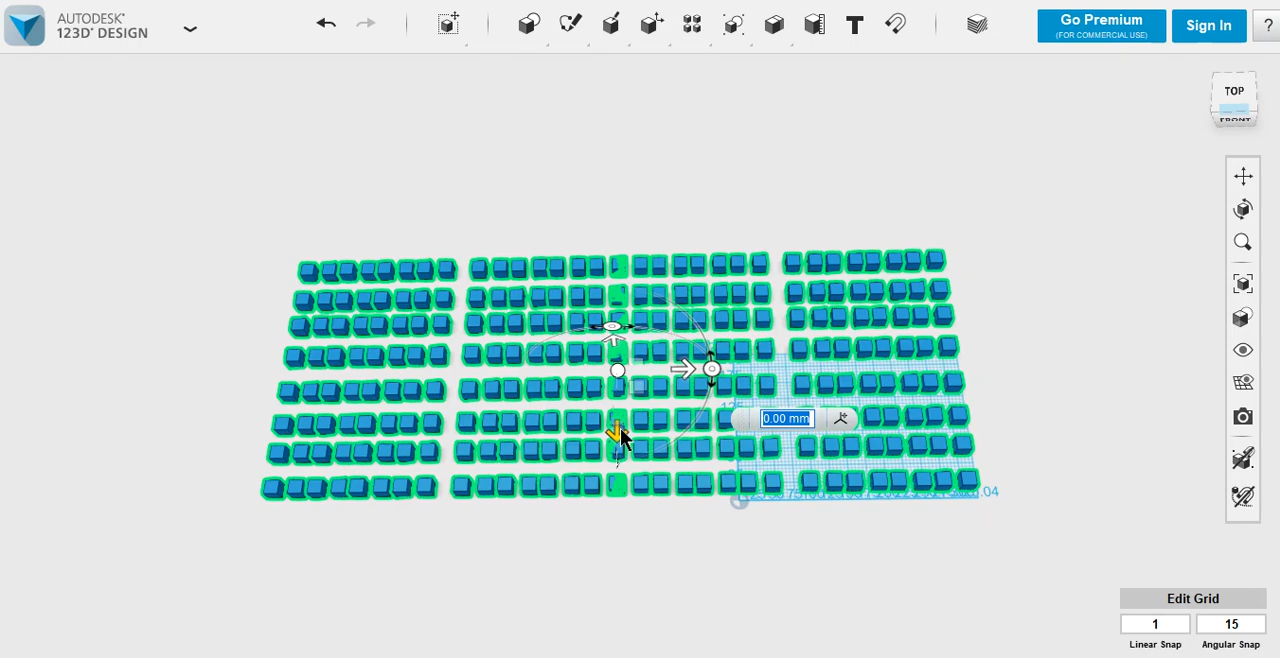 AUTODESK®
123D® DESIGN
Go Premium
(FOR COMMERCIAL USE)
Sign In
?
TOP
FRONT
0.00 mm
Edit Grid
1
15
Linear Snap
Angular Snap